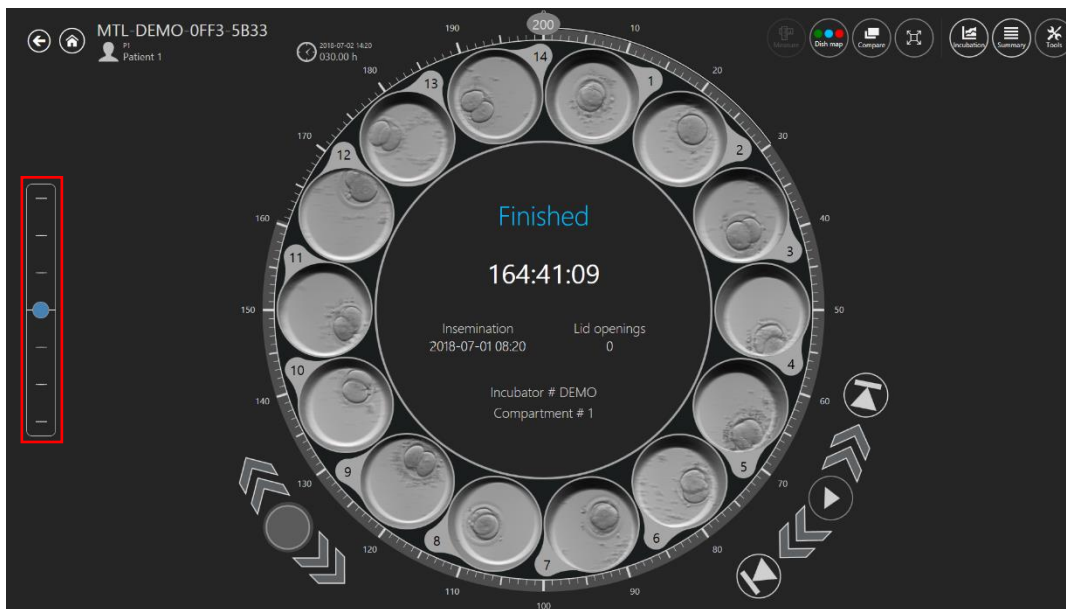 MTL-DEMO-0FF3-5B33
P1
Patient 1
2018-07-02 14:20
030.00 h
Measure
Dish map
Compare
Incubation
Summary
Tools
200
10
20
30
40
50
60
70
80
90
100
110
120
130
140
150
160
170
180
190
1
2
3
4
5
6
7
8
9
10
11
12
13
14
Finished
164:41:09
Insemination Lid openings
2018-07-01 08:20 0
Incubator # DEMO
Compartment # 1